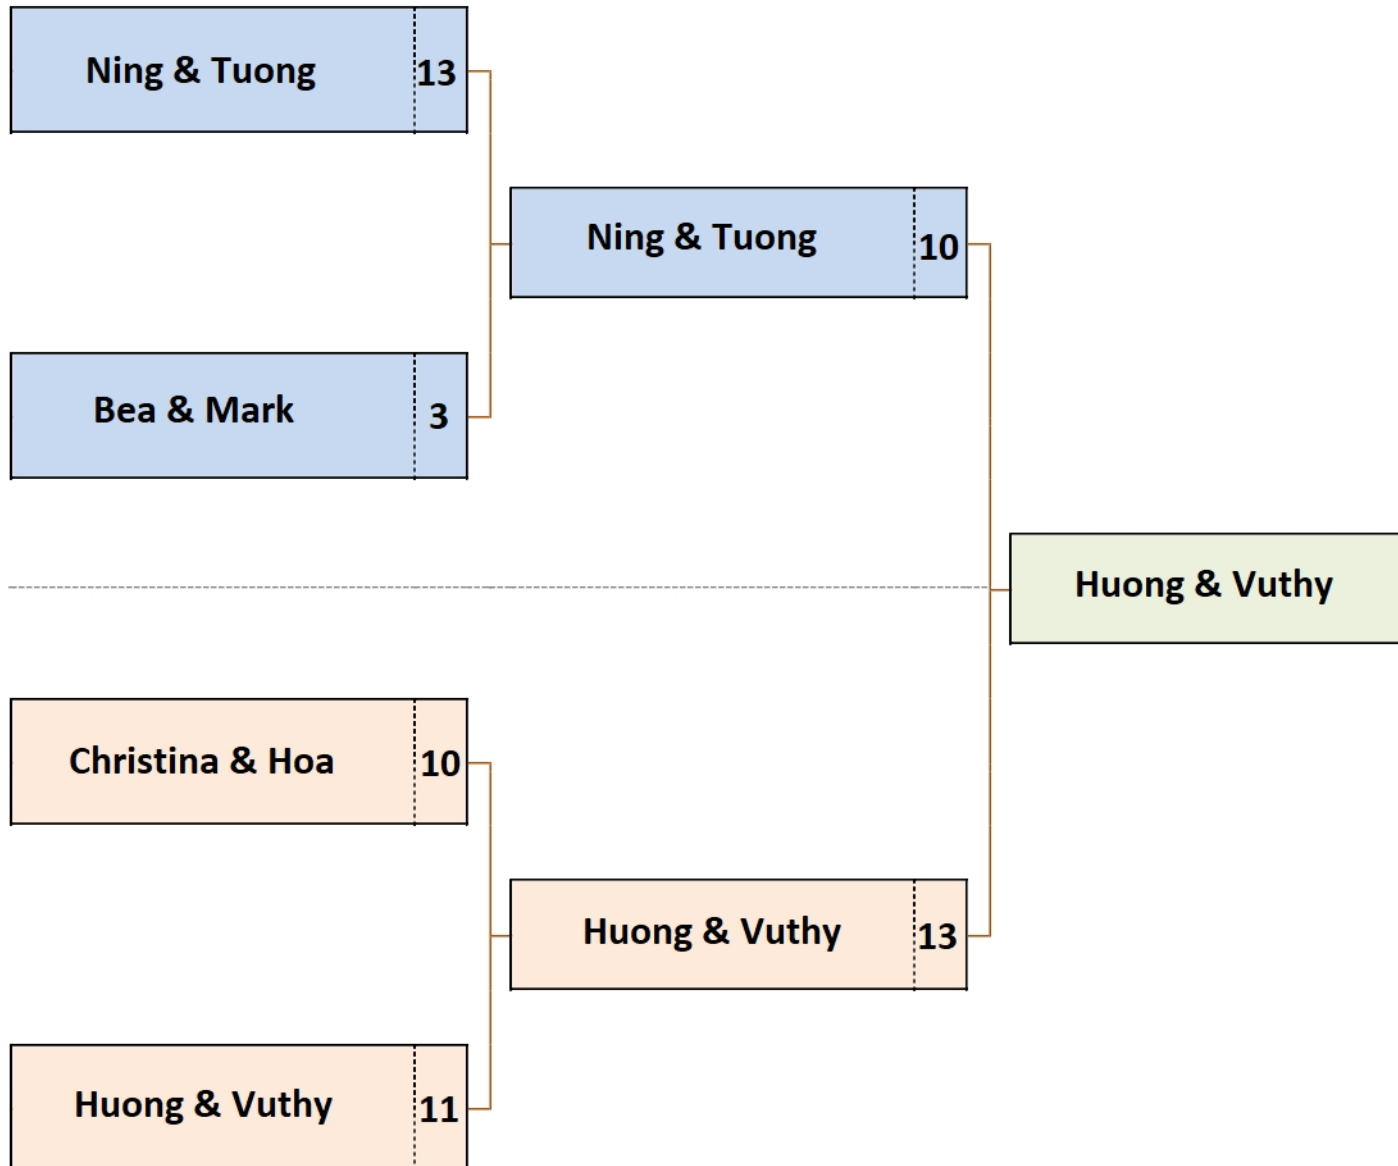 Ning & Tuong 13
Ning & Tuong 10
Bea & Mark 3
Huong & Vuthy
Christina & Hoa 10
Huong & Vuthy 13
Huong & Vuthy 11